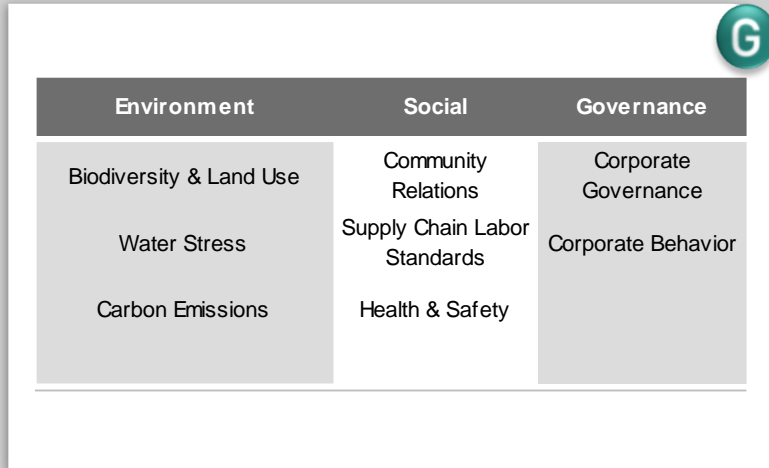 G
Environment Social Governance
Biodiversity & Land Use
Community
Relations
Corporate
Governance
Water Stress
Supply Chain Labor
Standards
Corporate Behavior
Carbon Emissions
Health & Safety